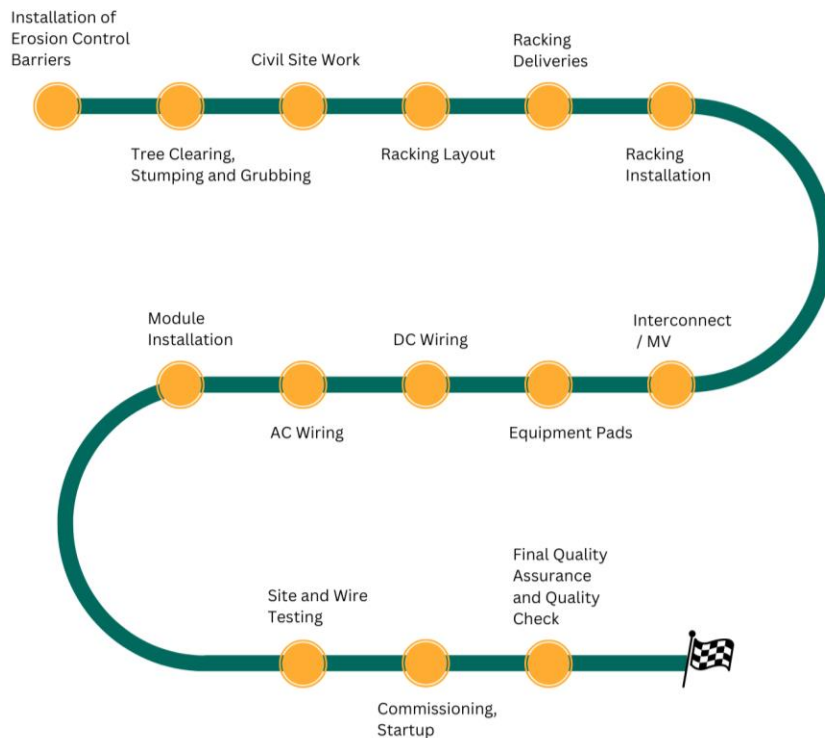 Installation of
Erosion Control
Barriers
Tree Clearing,
Stumping and Grubbing
Civil Site Work
Racking Layout
Racking
Deliveries
Racking
Installation
Interconnect
/ MV
Equipment Pads
DC Wiring
AC Wiring
Module
Installation
Site and Wire
Testing
Commissioning,
Startup
Final Quality
Assurance
and Quality
Check